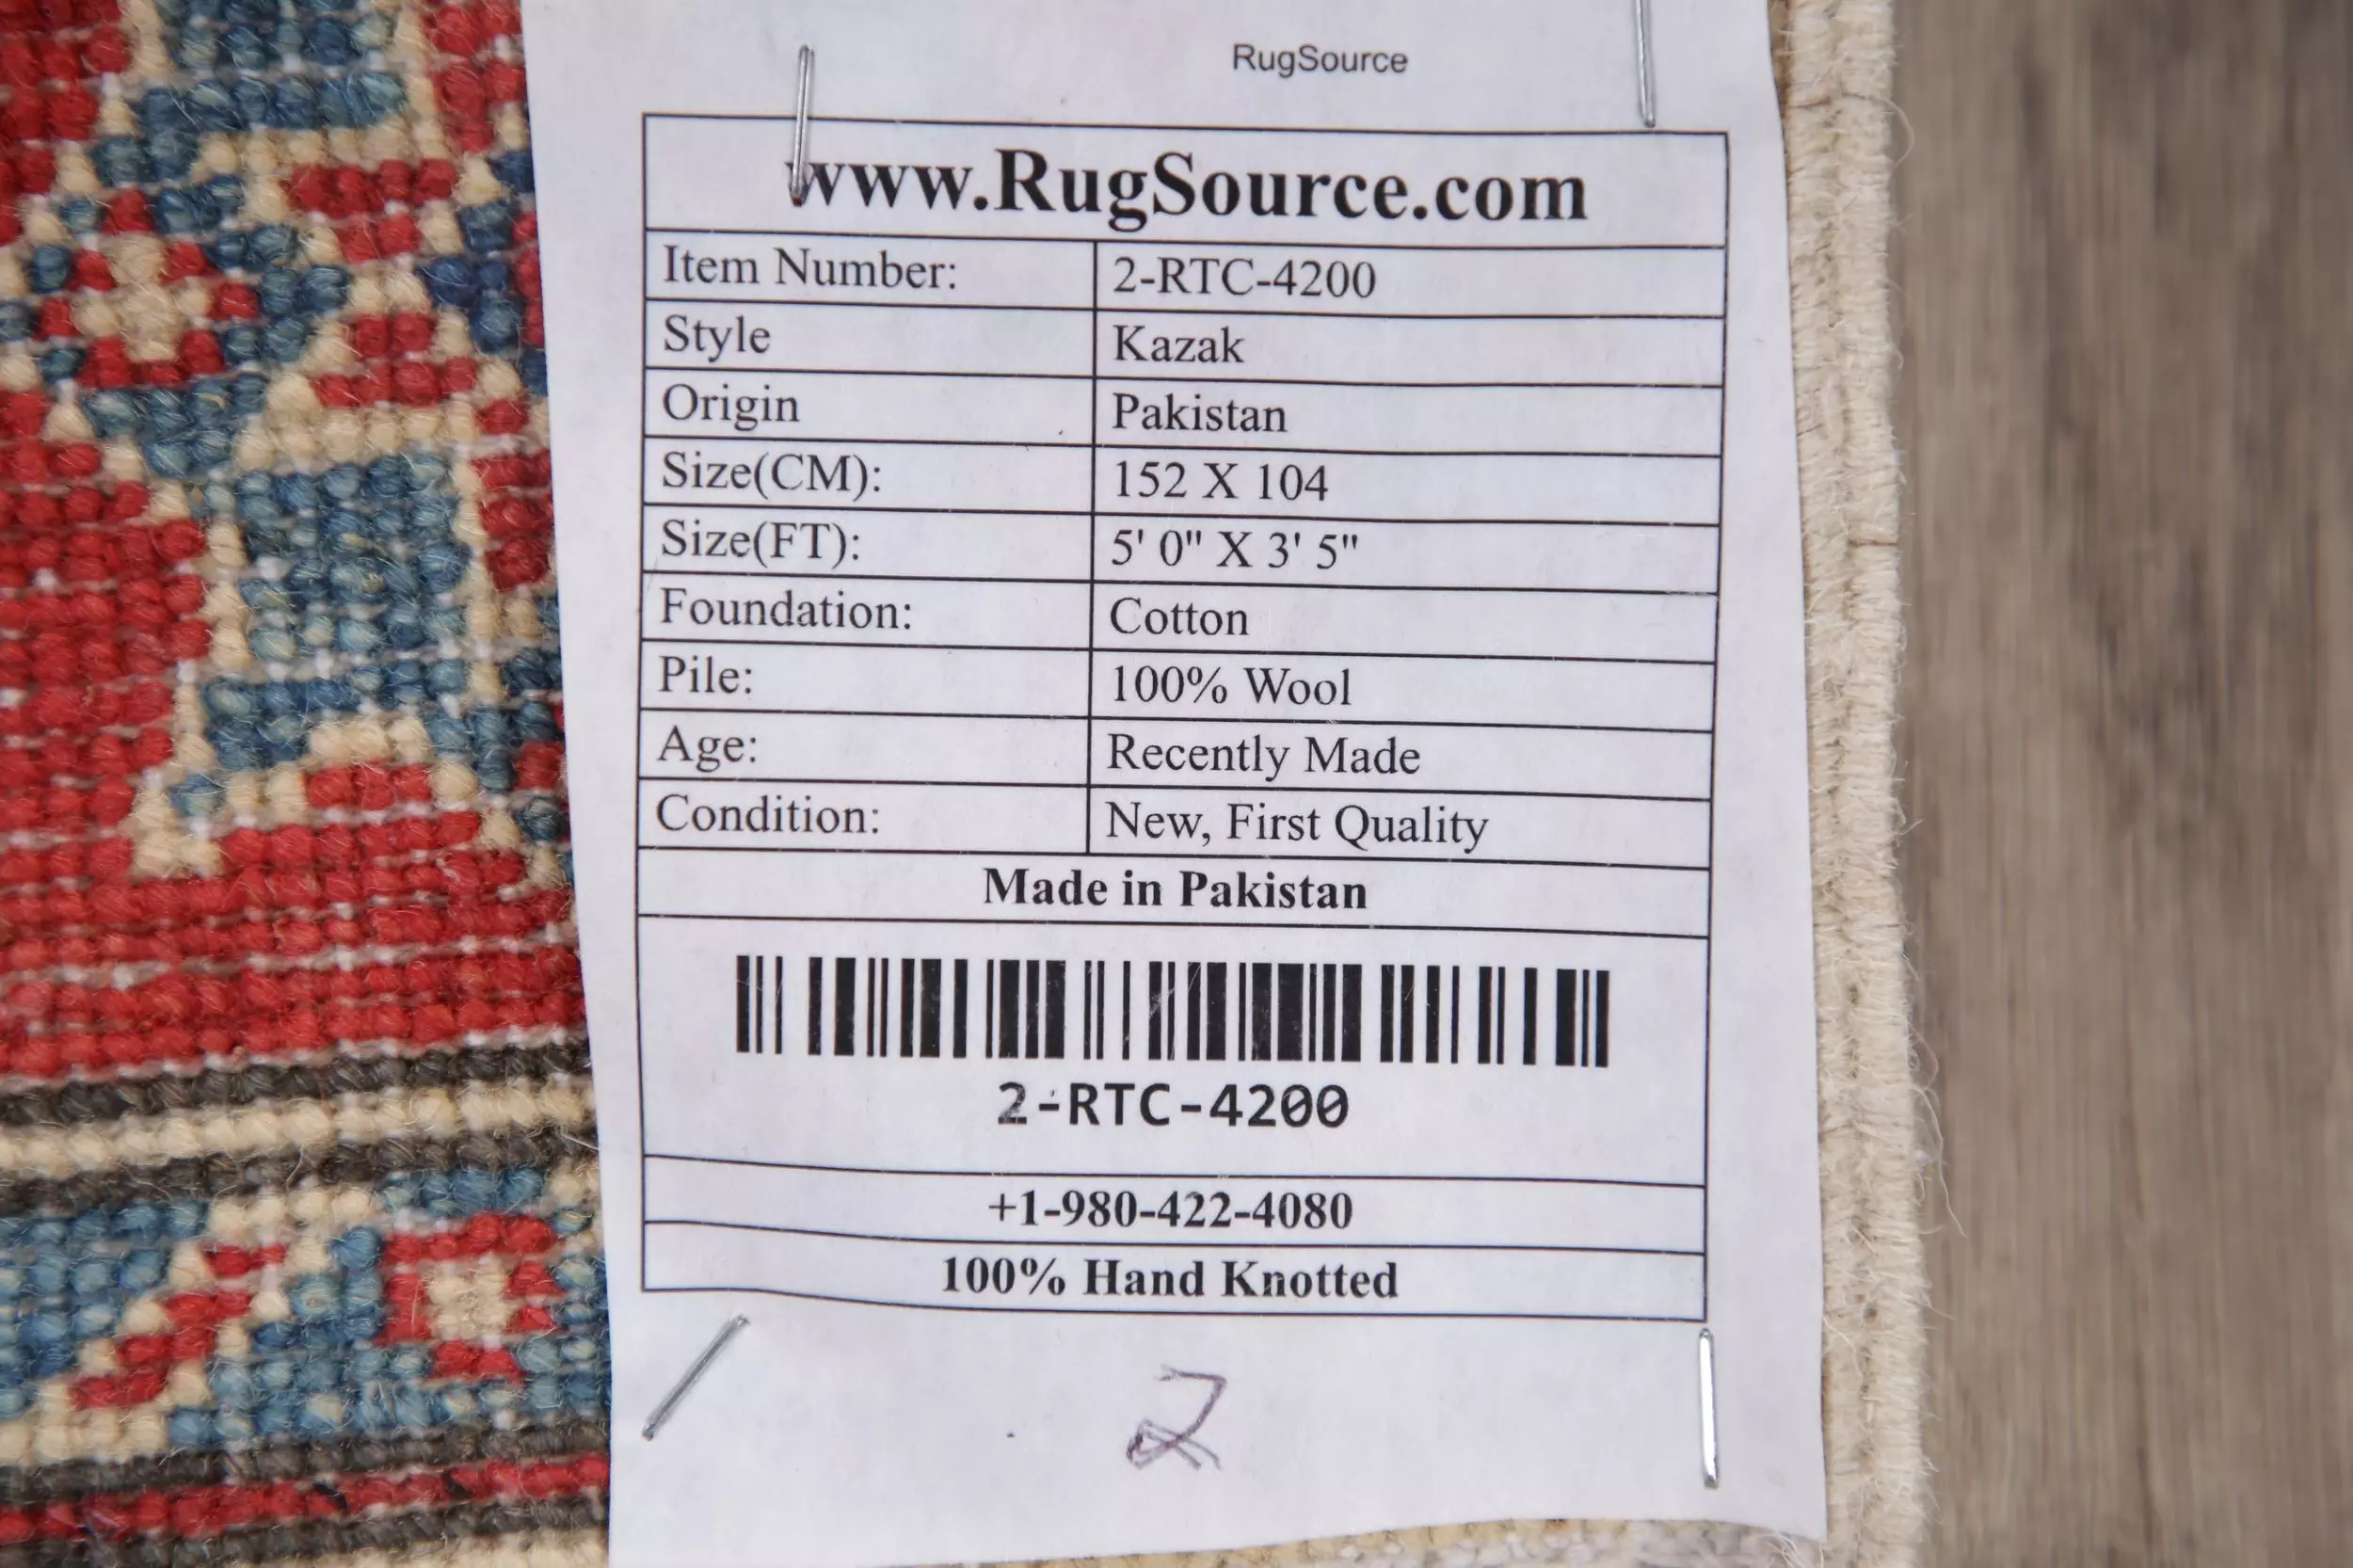 RugSource
www.RugSource.com
Item Number: 2-RTC-4200
Style Kazak
Origin Pakistan
Size(CM): 152 X 104
Size(FT): 5' 0" X 3' 5"
Foundation: Cotton
Pile: 100% Wool
Age: Recently Made
Condition: New, First Quality
Made in Pakistan
2-RTC-4200
+1-980-422-4080
100% Hand Knotted
2